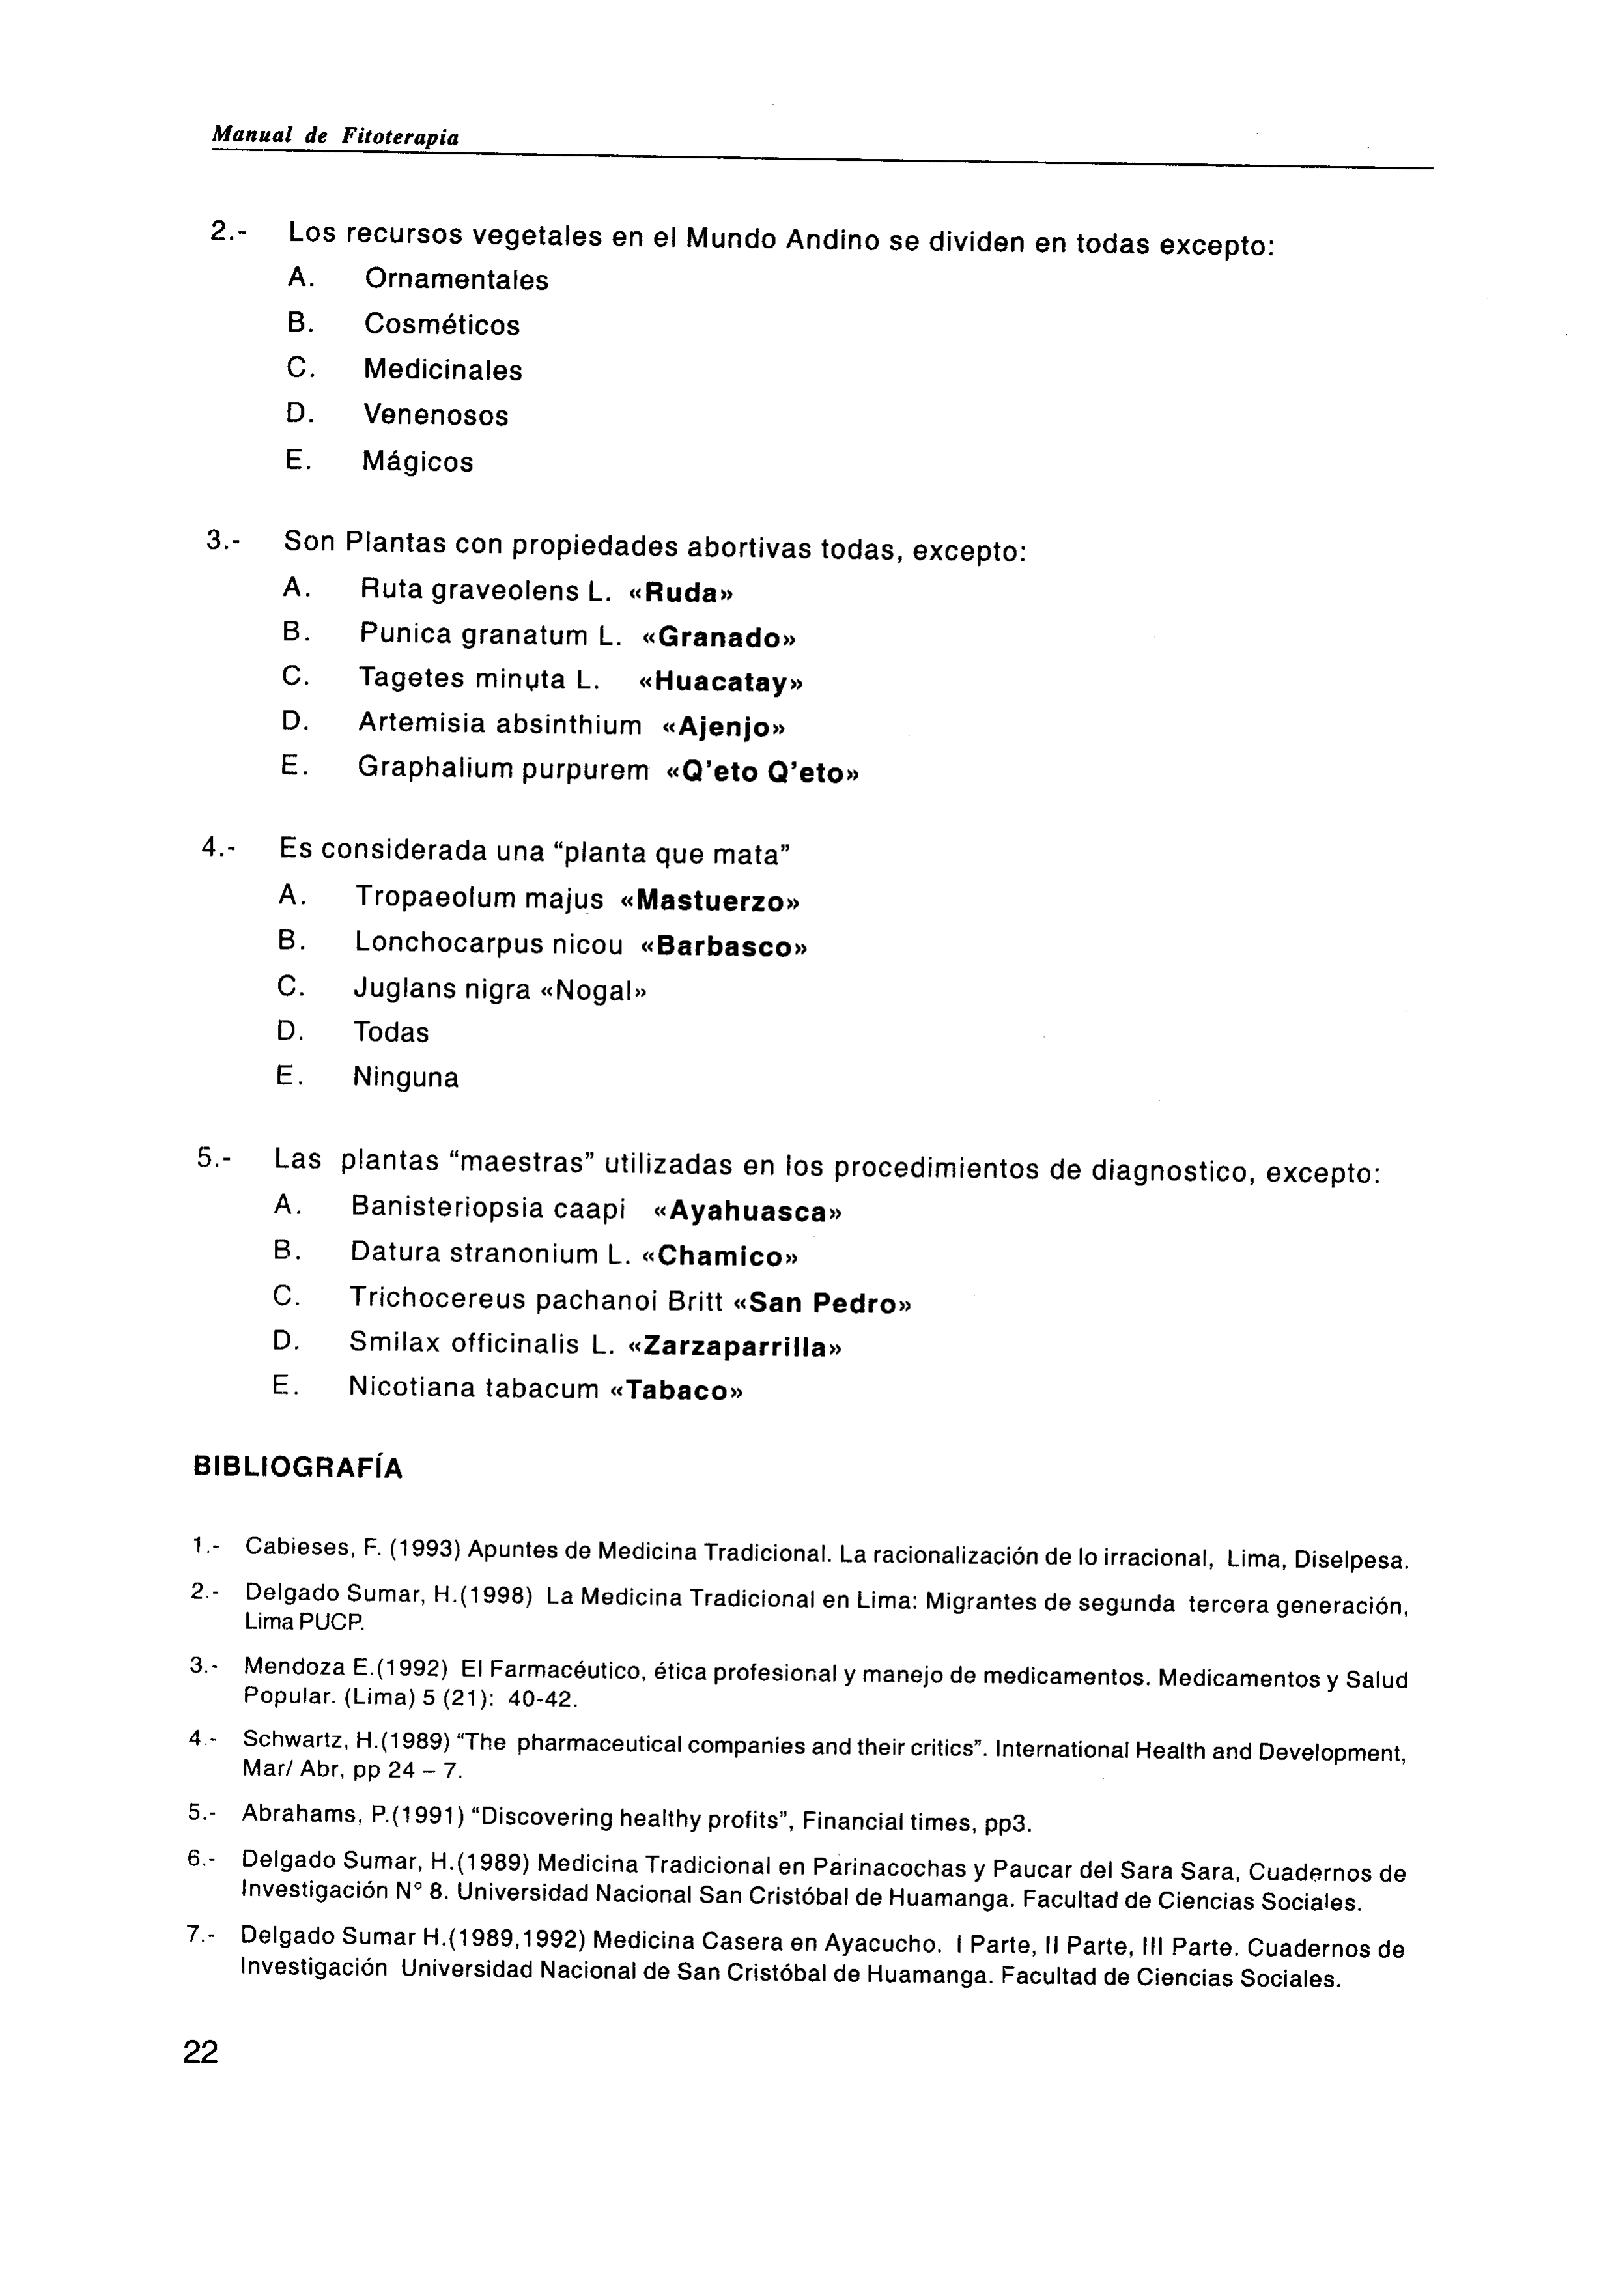 Manual de Fitoterapia
2.- Los recursos vegetales en el Mundo Andino se dividen en todas excepto:
A. Ornamentales
B. Cosméticos
C. Medicinales
D. Venenosos
E. Mágicos
3.- Son Plantas con propiedades abortivas todas, excepto:
A. Ruta graveolens L. «Ruda»
B. Punica granatum L. «Granado»
C. Tagetes minuta L. «Huacatay»
D. Artemisia absinthium «Ajenjo»
E. Graphalium purpurem «Q'eto Q'eto»
4.- Es considerada una "planta que mata"
A. Tropaeolum majus «Mastuerzo»
B. Lonchocarpus nicou «Barbasco»
C. Juglans nigra «Nogal»
D. Todas
E. Ninguna
5.- Las plantas "maestras" utilizadas en los procedimientos de diagnostico, excepto:
A. Banisteriopsia caapi «Ayahuasca»
B. Datura stranonium L. «Chamico»
C. Trichocereus pachanoi Britt «San Pedro»
D. Smilax officinalis L. «Zarzaparrilla»
E. Nicotiana tabacum «Tabaco»
BIBLIOGRAFÍA
1.- Cabieses, F. (1993) Apuntes de Medicina Tradicional. La racionalización de lo irracional, Lima, Diselpesa.
2.- Delgado Sumar, H.(1998) La Medicina Tradicional en Lima: Migrantes de segunda tercera generación,
Lima PUCP.
3.- Mendoza E.(1992) El Farmacéutico, ética profesional y manejo de medicamentos. Medicamentos y Salud
Popular. (Lima) 5 (21): 40-42.
4.- Schwartz, H.(1989) "The pharmaceutical companies and their critics". International Health and Development,
Mar/ Abr, pp 24 – 7.
5.- Abrahams, P.(1991) "Discovering healthy profits", Financial times, pp3.
6.- Delgado Sumar, H.(1989) Medicina Tradicional en Parinacochas y Paucar del Sara Sara, Cuadernos de
Investigación N° 8. Universidad Nacional San Cristóbal de Huamanga. Facultad de Ciencias Sociales.
7.- Delgado Sumar H.(1989,1992) Medicina Casera en Ayacucho. I Parte, II Parte, III Parte. Cuadernos de
Investigación Universidad Nacional de San Cristóbal de Huamanga. Facultad de Ciencias Sociales.
22